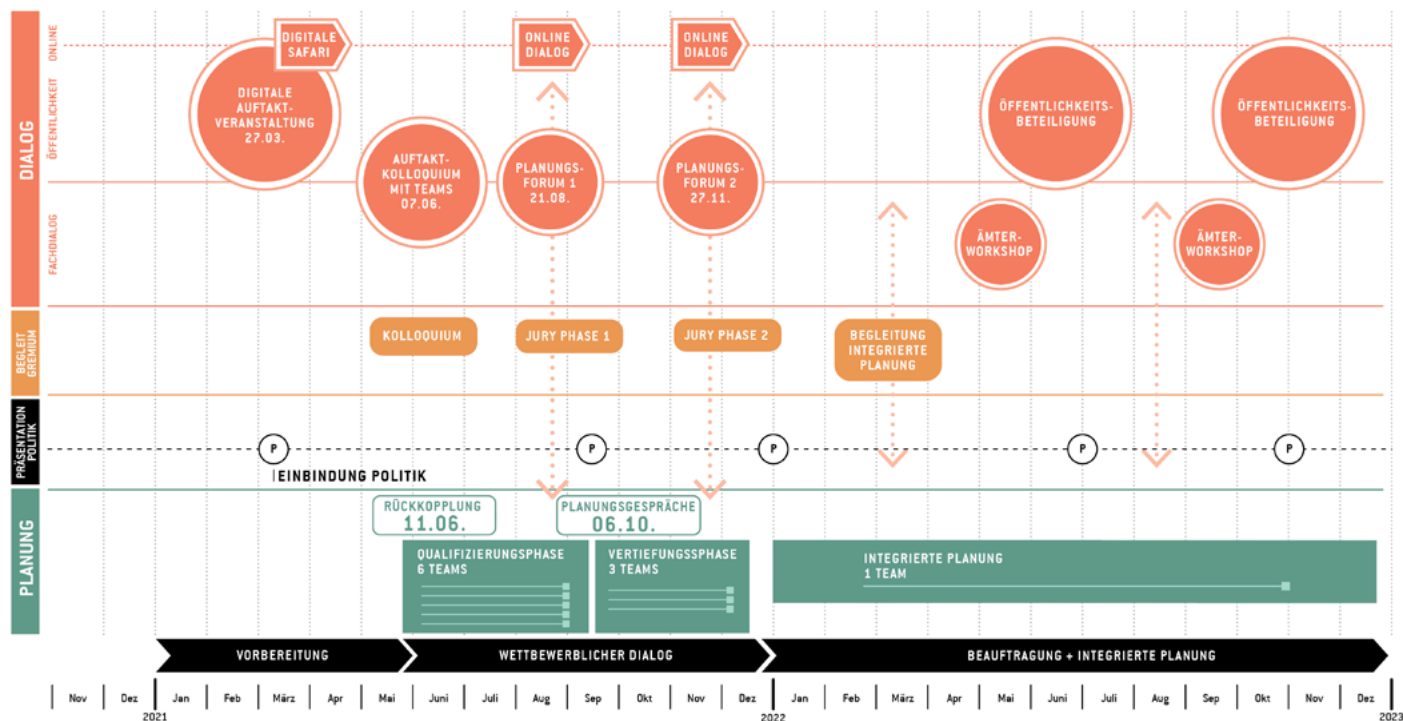 DIALOG
ONLINE
ÖFFENTLICHKEIT
FACHDIALOG
DIGITALE
SAFARI
DIGITALE
AUFTAKT-
VERANSTALTUNG
27.03.
AUFTAKT-
KOLLOQUIUM
MIT TEAMS
07.06.
ONLINE
DIALOG
PLANUNGS-
FORUM 1
21.08.
ONLINE
DIALOG
PLANUNGS-
FORUM 2
27.11.
ÖFFENTLICHKEITS-
BETEILIGUNG
ÄMTER-
WORKSHOP
ÖFFENTLICHKEITS-
BETEILIGUNG
ÄMTER-
WORKSHOP
BEGLEIT
GREMIUM
KOLLOQUIUM
JURY PHASE 1
JURY PHASE 2
BEGLEITUNG
INTEGRIERTE
PLANUNG
PRÄSENTATION
POLITIK
P
P
P
P
P
EINBINDUNG POLITIK
PLANUNG
RÜCKKOPPLUNG
11.06.
PLANUNGSGESPRÄCHE
06.10.
QUALIFIZIERUNGSPHASE
6 TEAMS
VERTIEFUNGSSPHASE
3 TEAMS
INTEGRIERTE PLANUNG
1 TEAM
VORBEREITUNG
WETTBEWERBLICHER DIALOG
BEAUFTRAGUNG + INTEGRIERTE PLANUNG
Nov Dez Jan Feb März Apr Mai Juni Juli Aug Sep Okt Nov Dez Jan Feb März Apr Mai Juni Juli Aug Sep Okt Nov Dez
2021 2022 2023